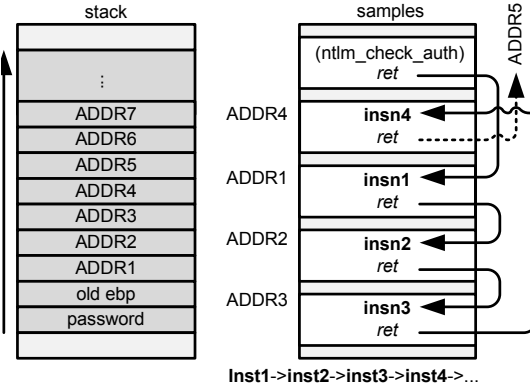 stack
⋮
ADDR7
ADDR6
ADDR5
ADDR4
ADDR3
ADDR2
ADDR1
old ebp
password
samples
(ntlm_check_auth)
ret
ADDR4
insn4
ret
ADDR1
insn1
ret
ADDR2
insn2
ret
ADDR3
insn3
ret
ADDR5
Inst1->inst2->inst3->inst4->...